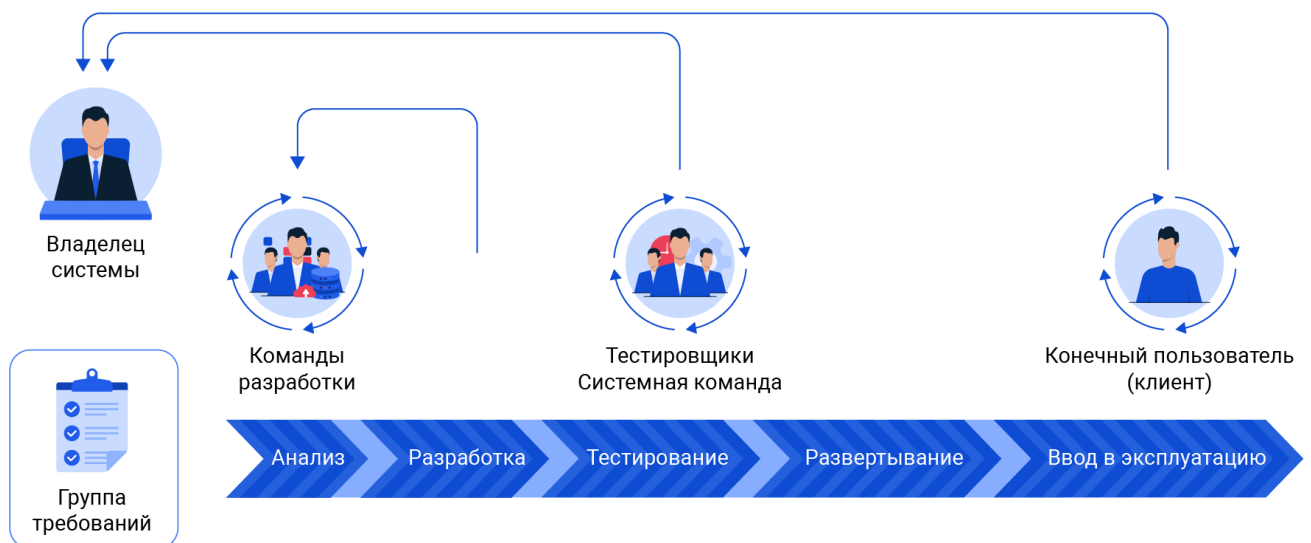 Владелец
системы
Команды
разработки
Тестировщики
Системная команда
Конечный пользователь
(клиент)
Группа
требований
Анализ
Разработка
Тестирование
Развертывание
Ввод в эксплуатацию